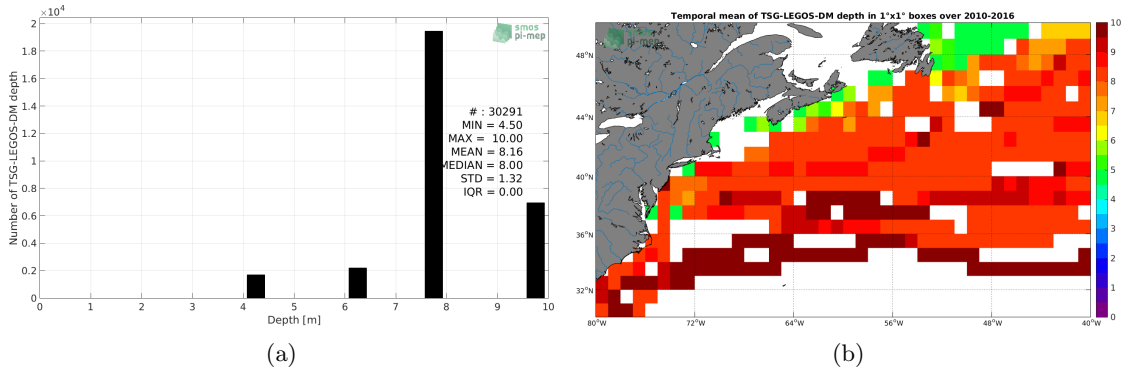 ×10⁴
2
1.8
1.6
1.4
1.2
1
0.8
0.6
0.4
0.2
0
Number of TSG-LEGOS-DM depth
smos
pi-mep
# : 30291
MIN = 4.50
MAX = 10.00
MEAN = 8.16
MEDIAN = 8.00
STD = 1.32
IQR = 0.00
0 1 2 3 4 5 6 7 8 9 10
Depth [m]
(a)
Temporal mean of TSG-LEGOS-DM depth in 1°x1° boxes over 2010-2016
smos
pi-mep
48°N
44°N
40°N
36°N
32°N
80°W 72°W 64°W 56°W 48°W 40°W
10
9
8
7
6
5
4
3
2
1
0
(b)